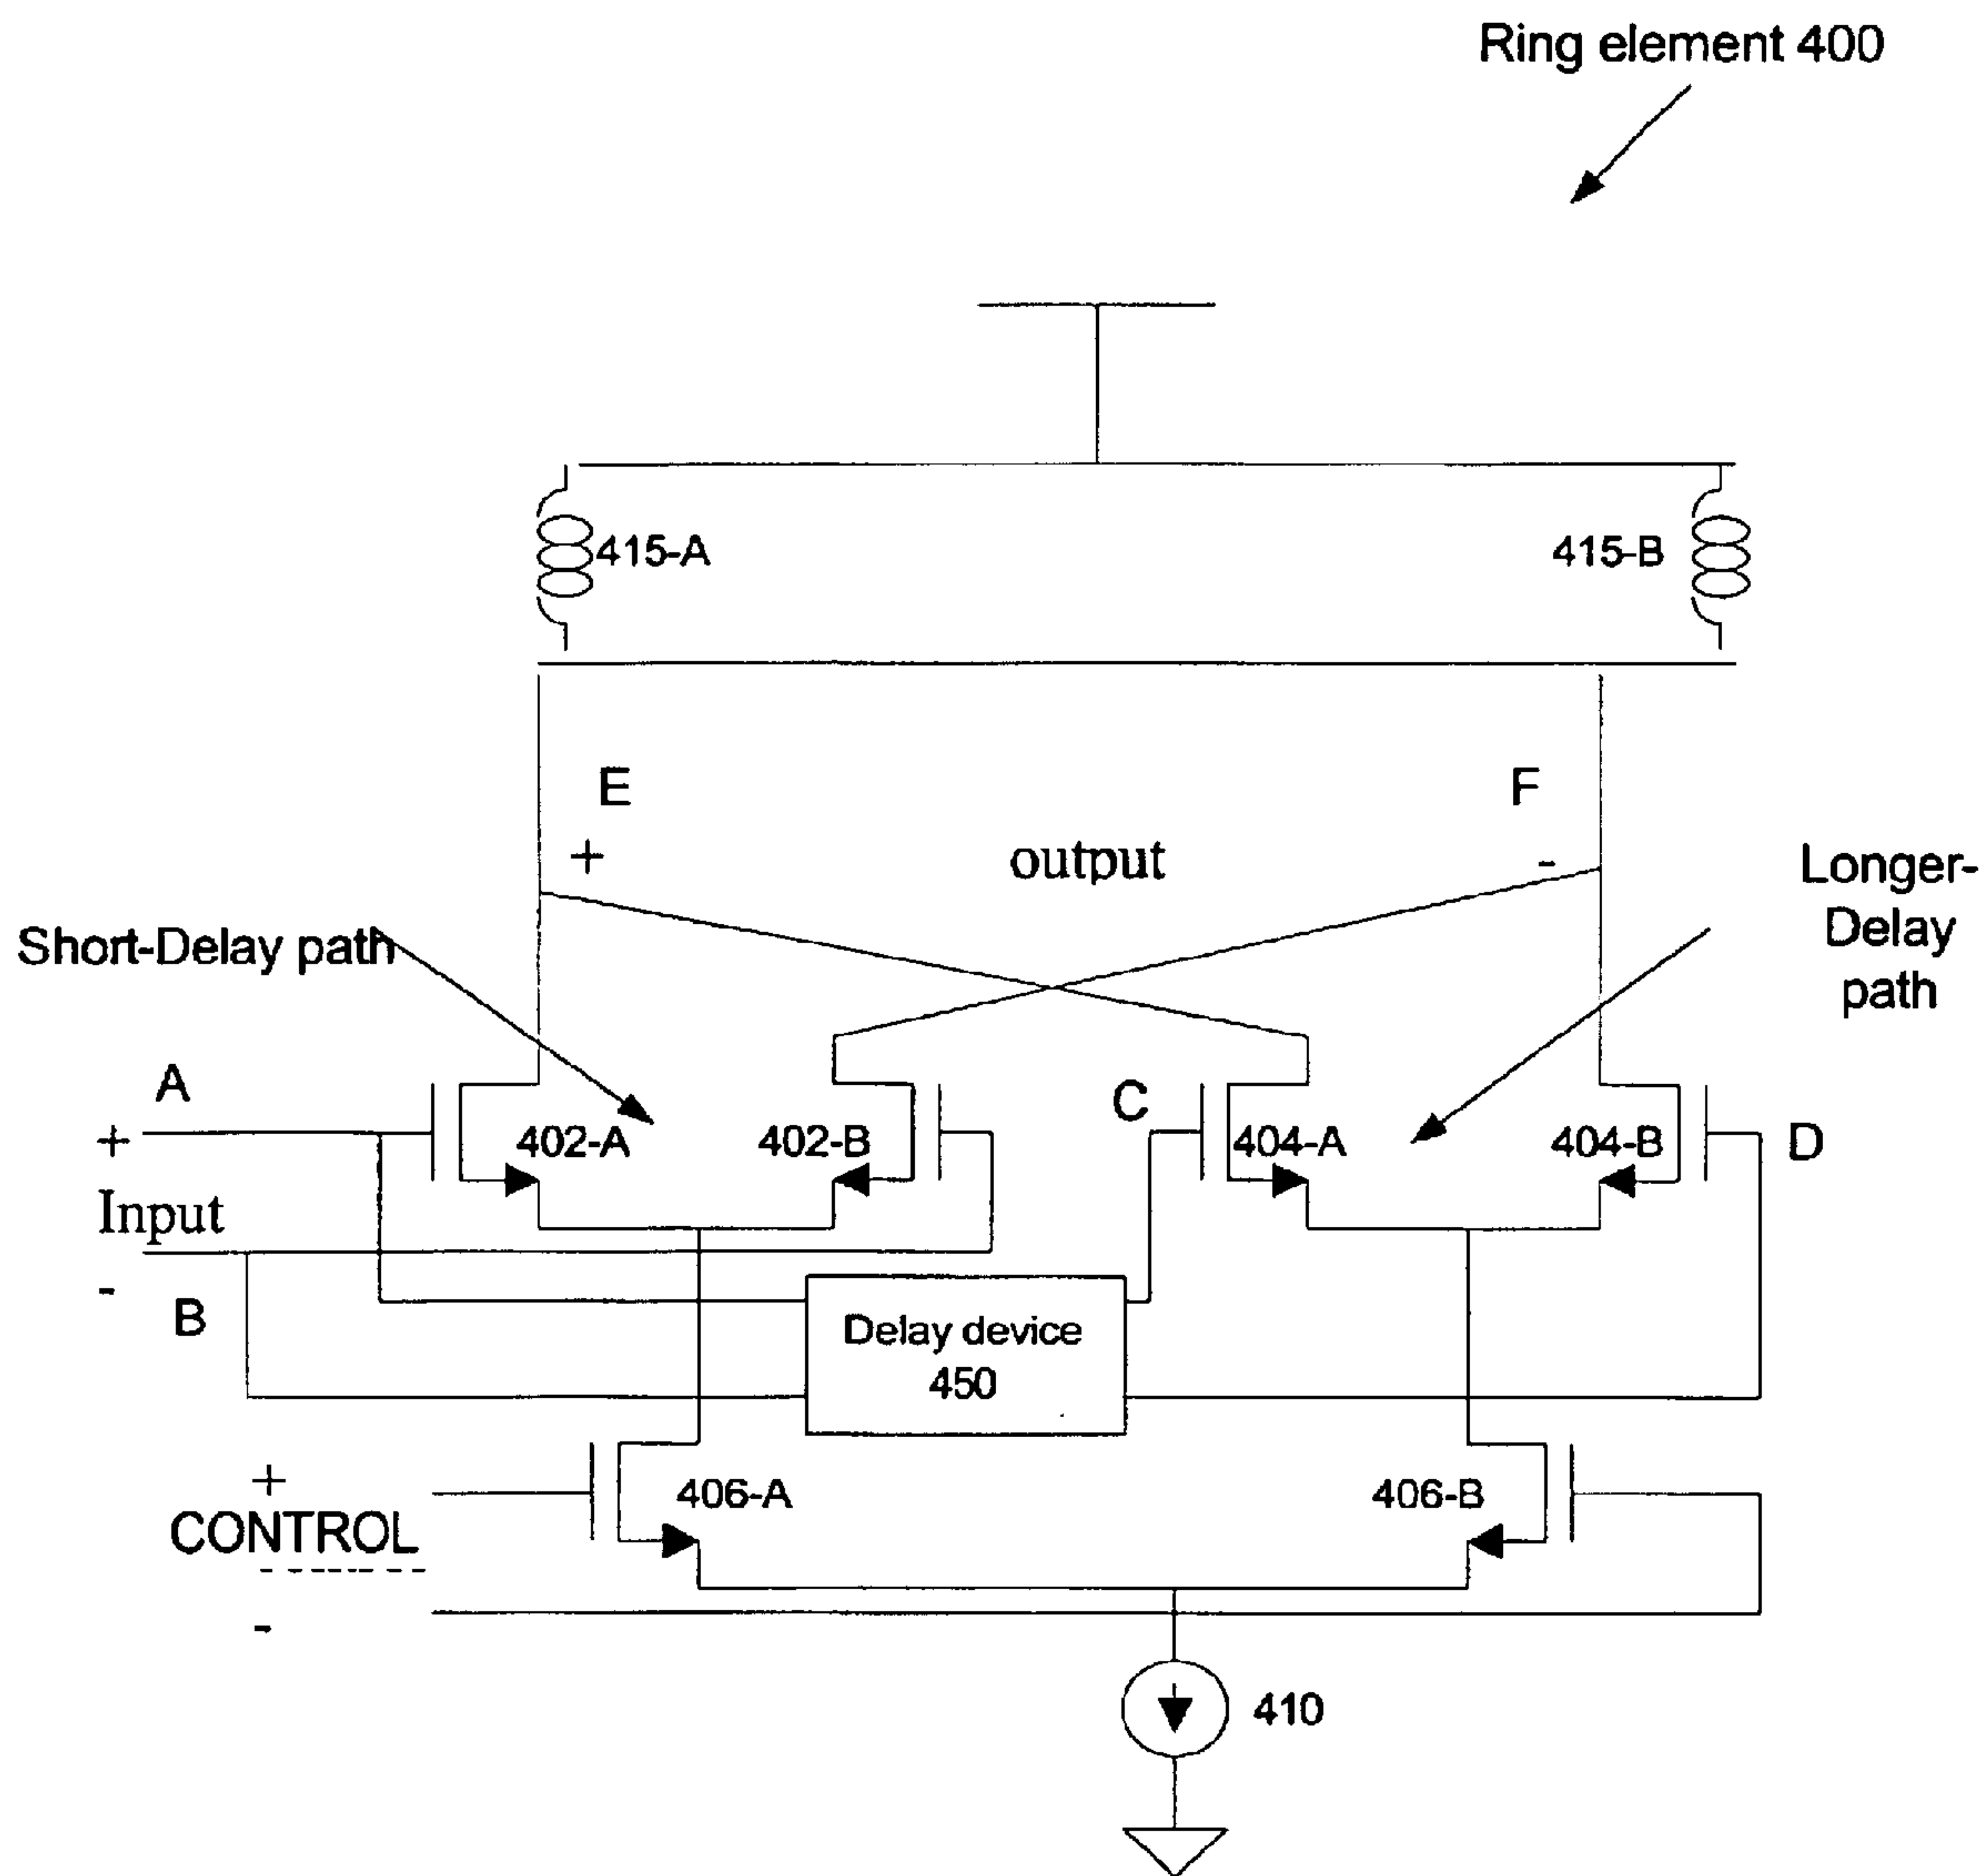 Ring element 400
415-A
415-B
E
F
+
output
-
Short-Delay path
Longer-
Delay
path
A
C
+
402-A
402-B
404-A
404-B
D
Input
-
B
Delay device
450
+
406-A
406-B
CONTROL
-
410